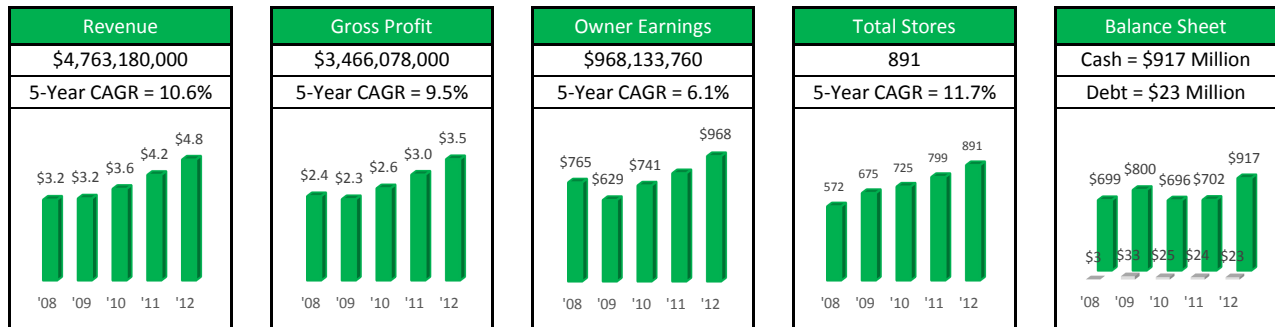 Revenue
$4,763,180,000
5-Year CAGR = 10.6%
$3.2 $3.2 $3.6 $4.2 $4.8
'08 '09 '10 '11 '12
Gross Profit
$3,466,078,000
5-Year CAGR = 9.5%
$2.4 $2.3 $2.6 $3.0 $3.5
'08 '09 '10 '11 '12
Owner Earnings
$968,133,760
5-Year CAGR = 6.1%
$765 $629 $741 $968
'08 '09 '10 '11 '12
Total Stores
891
5-Year CAGR = 11.7%
572 675 725 799 891
'08 '09 '10 '11 '12
Balance Sheet
Cash = $917 Million
Debt = $23 Million
$699 $800 $696 $702 $917
$3 $33 $25 $24 $23
'08 '09 '10 '11 '12